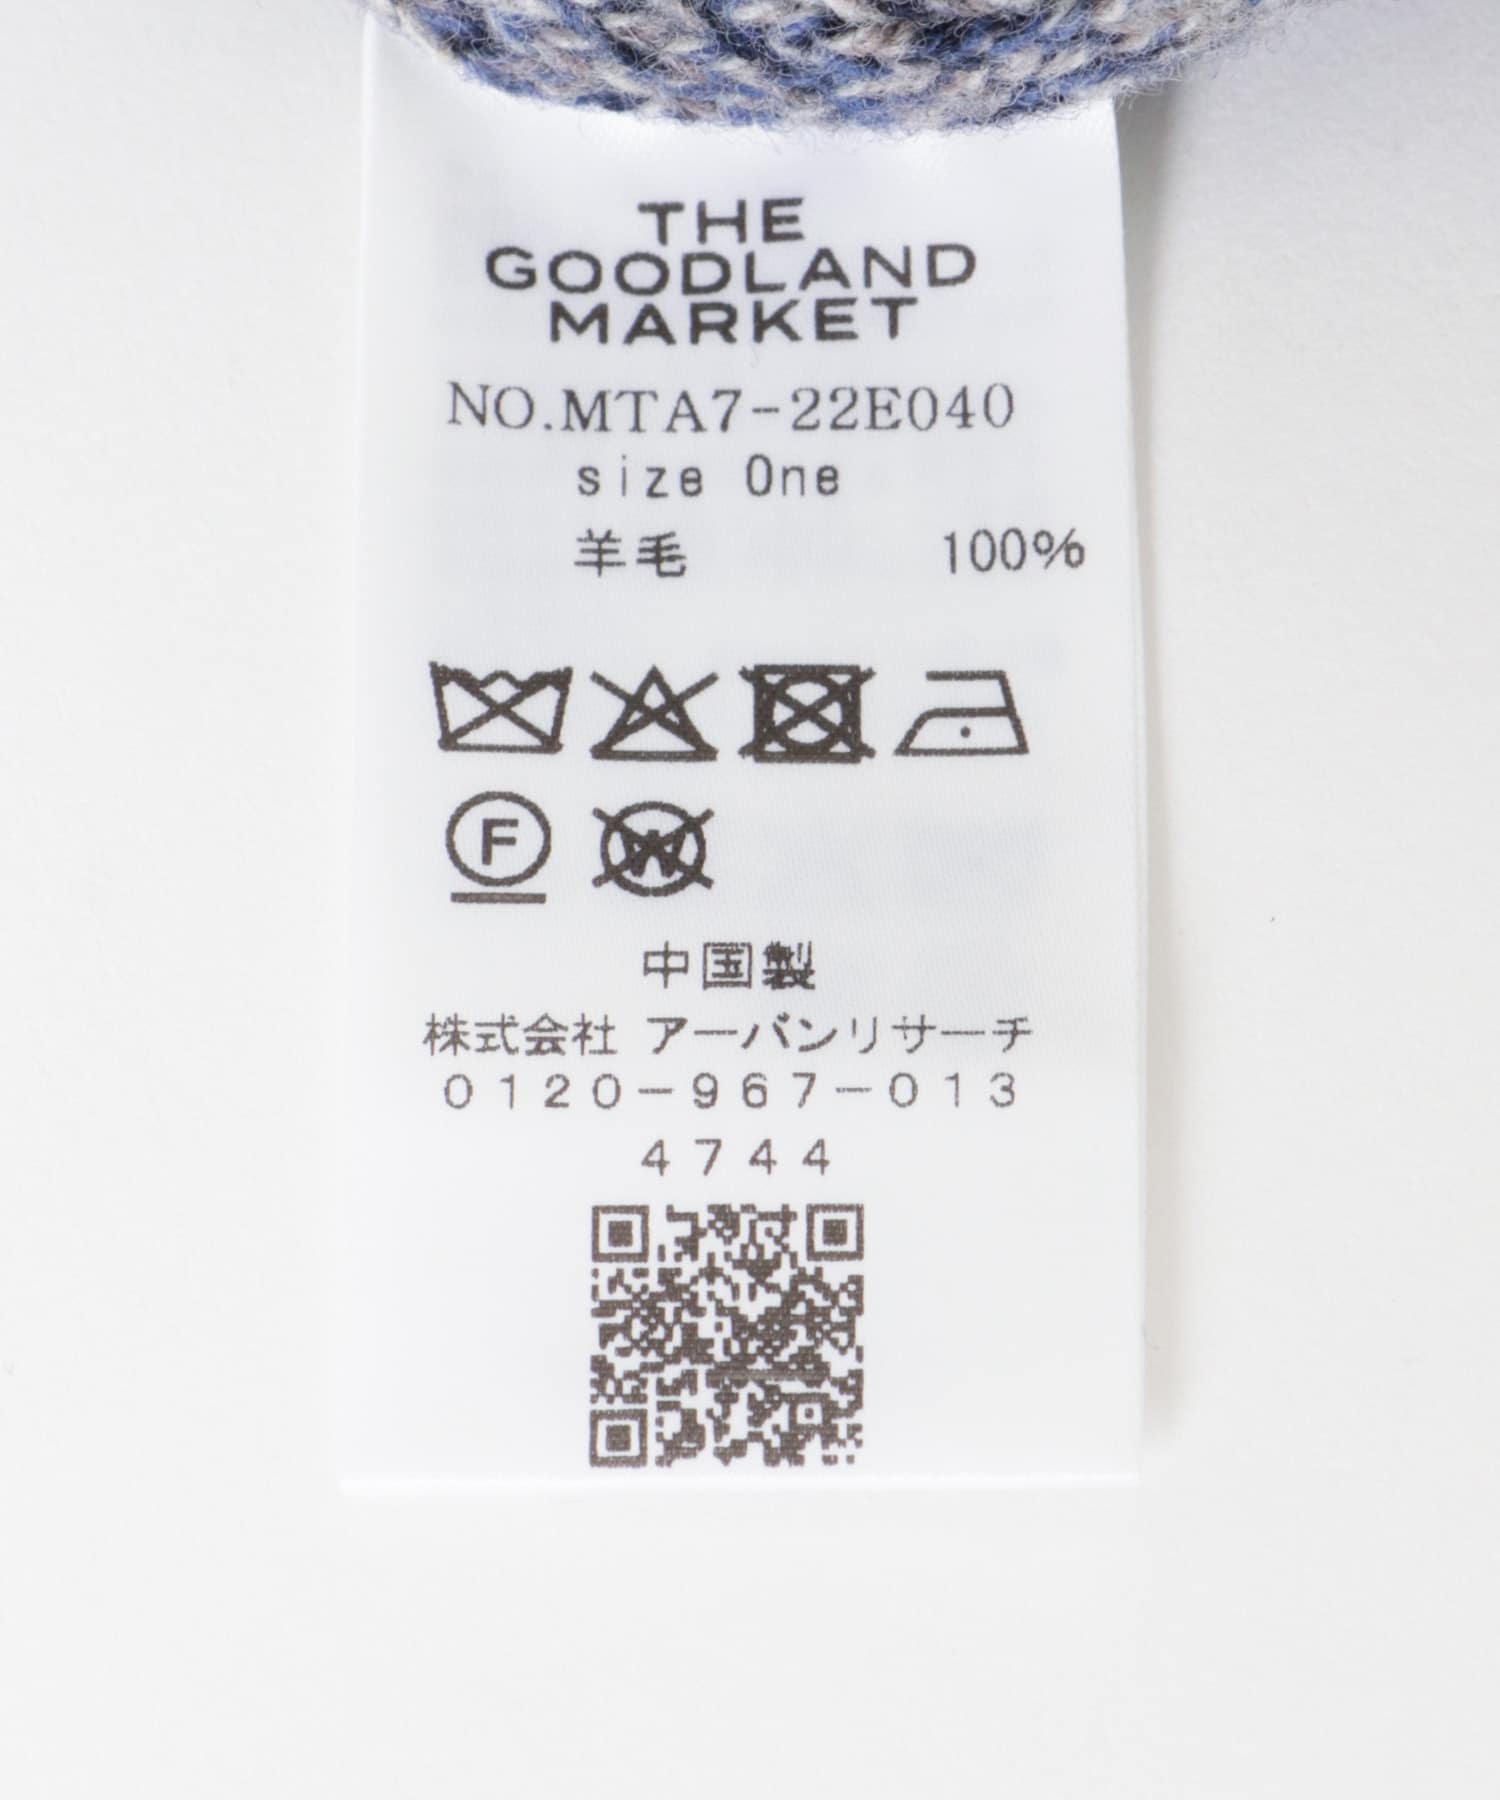 THE
GOODLAND
MARKET
NO.MTA7-22E040
size One
羊毛 100%
F
W
中国製
株式会社 アーバンリサーチ
0120-967-013
4744